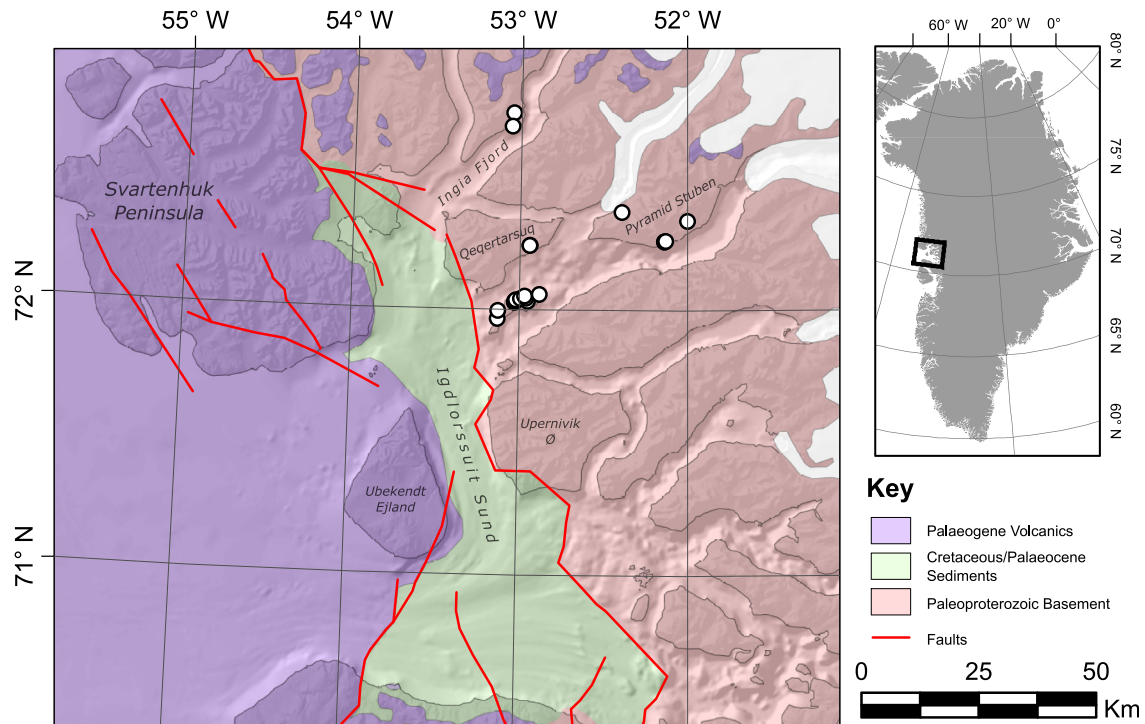 55° W
54° W
53° W
52° W
72° N
71° N
Svartenhuk
Peninsula
Ingia Fjord
Pyramid Stuben
Qeqertarsuq
Igdlorssuit Sund
Upernivik
Ø
Ubekendt
Ejland
60° W
20° W
0°
80° N
75° N
70° N
65° N
60° N
Key
Palaeogene Volcanics
Cretaceous/Palaeocene
Sediments
Paleoproterozoic Basement
Faults
0
25
50
Km